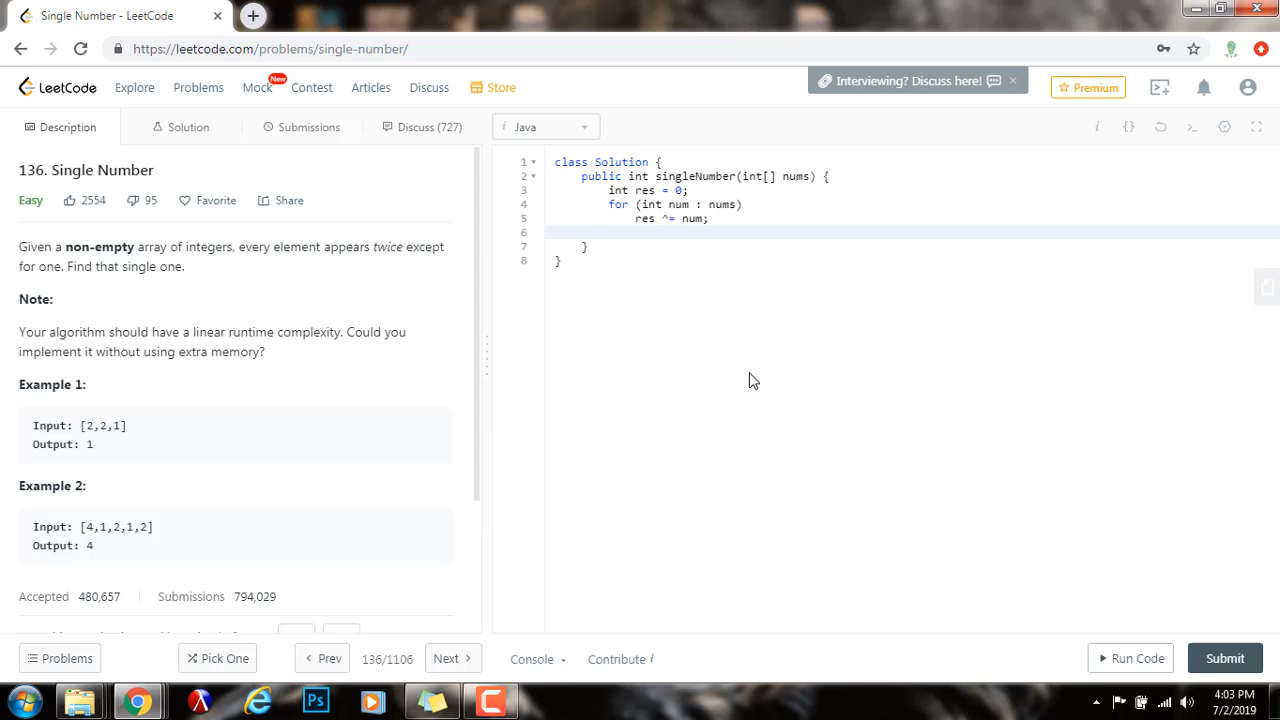 Single Number - LeetCode
https://leetcode.com/problems/single-number/
LeetCode
Explore
Problems
Mock
New
Contest
Articles
Discuss
Store
Interviewing? Discuss here!
Premium
Description
Solution
Submissions
Discuss (727)
i Java
136. Single Number
Easy 2554 95 Favorite Share
Given a non-empty array of integers, every element appears twice except
for one. Find that single one.
Note:
Your algorithm should have a linear runtime complexity. Could you
implement it without using extra memory?
Example 1:
Input: [2,2,1]
Output: 1
Example 2:
Input: [4,1,2,1,2]
Output: 4
Accepted 480,657 Submissions 794,029
1 class Solution {
2 public int singleNumber(int[] nums) {
3 int res = 0;
4 for (int num : nums)
5 res ^= num;
6
7 }
8 }
Problems
Pick One
< Prev
136/1106
Next >
Console
Contribute i
Run Code
Submit
Ps
4:03 PM
7/2/2019